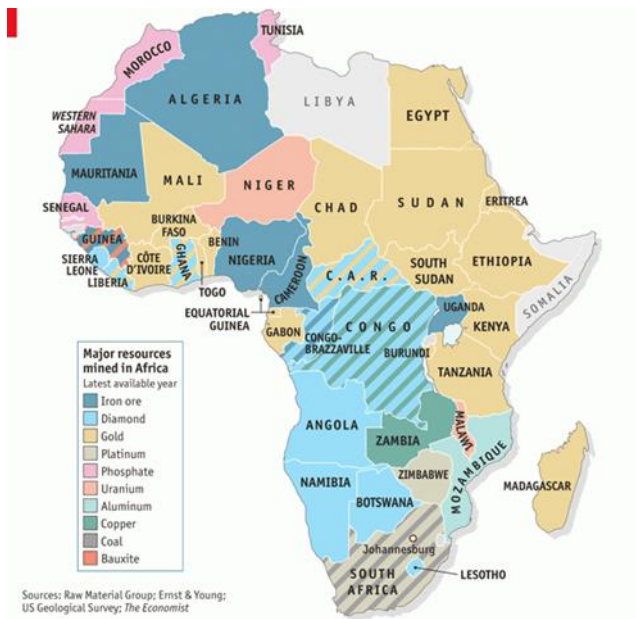 TUNISIA
MOROCCO
ALGERIA
LIBYA
EGYPT
WESTERN
SAHARA
MAURITANIA
MALI
NIGER
CHAD
SUDAN
ERITREA
SENEGAL
BURKINA
FASO
BENIN
GUINEA
SIERRA
LEONE
LIBERIA
CÔTE
D'IVOIRE
GHANA
TOGO
NIGERIA
CAMEROON
C.A.R.
SOUTH
SUDAN
ETHIOPIA
SOMALIA
EQUATORIAL
GUINEA
GABON
CONGO-
BRAZZAVILLE
CONGO
UGANDA
KENYA
BURUNDI
TANZANIA
ANGOLA
ZAMBIA
MALAWI
MOZAMBIQUE
ZIMBABWE
MADAGASCAR
NAMIBIA
BOTSWANA
Johannesburg
SOUTH
AFRICA
LESOTHO
Major resources
mined in Africa
Latest available year
Iron ore
Diamond
Gold
Platinum
Phosphate
Uranium
Aluminum
Copper
Coal
Bauxite
Sources: Raw Material Group; Ernst & Young;
US Geological Survey; The Economist